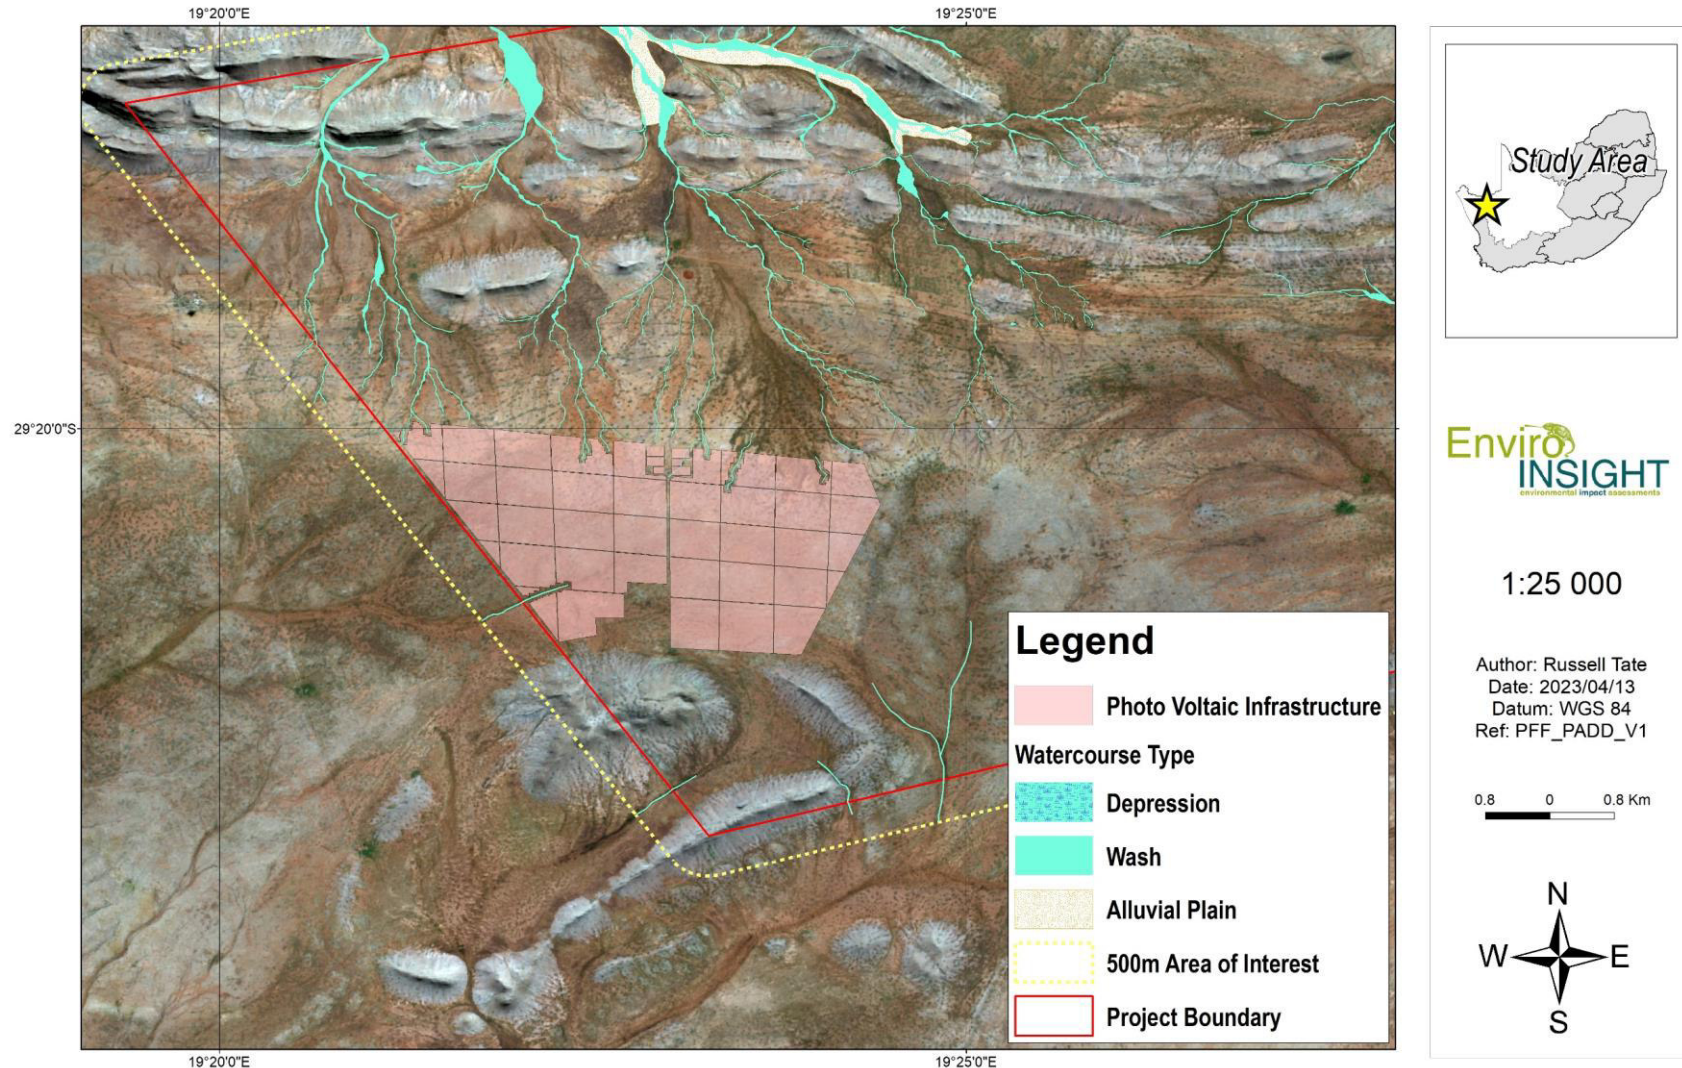 19°20'0"E
19°25'0"E
29°20'0"S
19°20'0"E
19°25'0"E
Legend
Photo Voltaic Infrastructure
Watercourse Type
Depression
Wash
Alluvial Plain
500m Area of Interest
Project Boundary
Study Area
Enviro
INSIGHT
environmental impact assessments
1:25 000
Author: Russell Tate
Date: 2023/04/13
Datum: WGS 84
Ref: PFF_PADD_V1
0.8 0 0.8 Km
N
W E
S